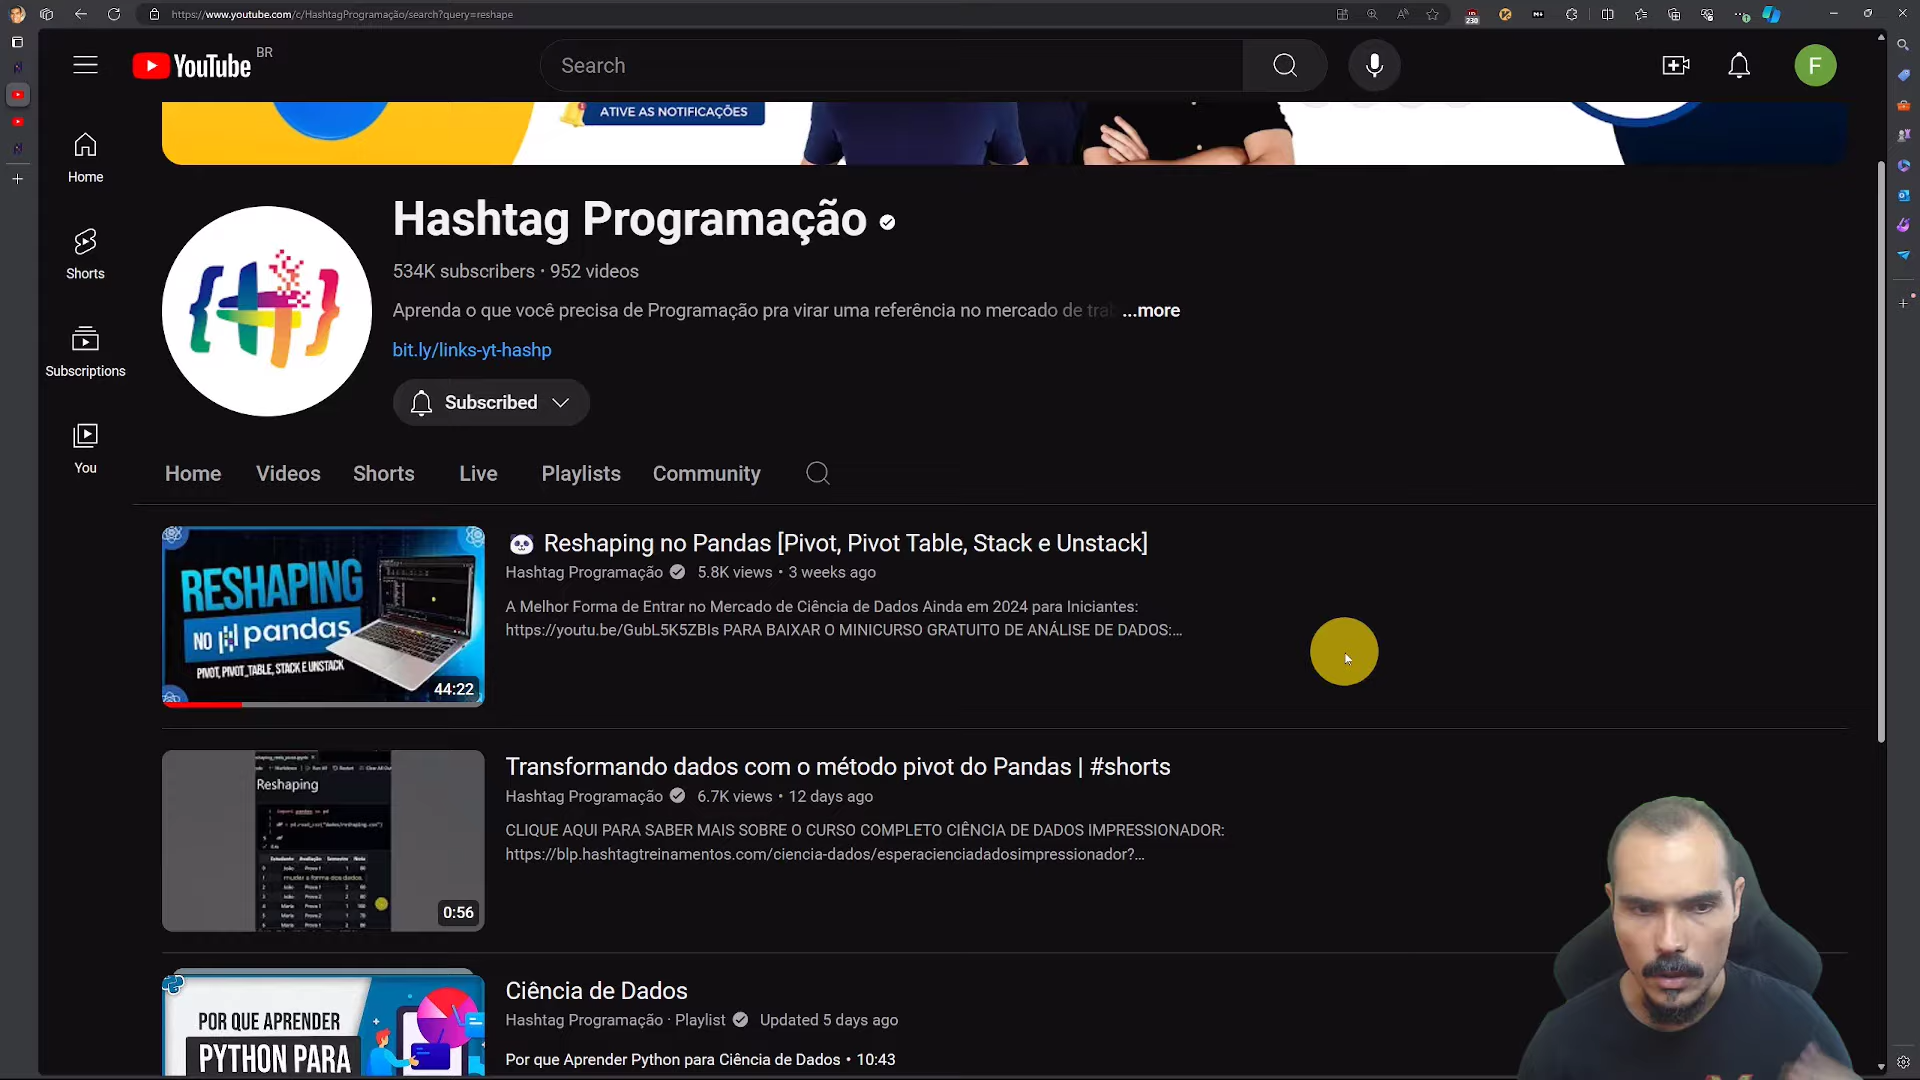 https://www.youtube.com/c/HashtagProgramação/search?query=reshape
230
YouTube
BR
Search
F
Home
Shorts
Subscriptions
You
ATIVE AS NOTIFICAÇÕES
Hashtag Programação
534K subscribers • 952 videos
Aprenda o que você precisa de Programação pra virar uma referência no mercado de tra ...more
bit.ly/links-yt-hashp
Subscribed
Home Videos Shorts Live Playlists Community
RESHAPING
NO pandas
PIVOT, PIVOT_TABLE, STACK E UNSTACK
44:22
Reshaping no Pandas [Pivot, Pivot Table, Stack e Unstack]
Hashtag Programação 5.8K views • 3 weeks ago
A Melhor Forma de Entrar no Mercado de Ciência de Dados Ainda em 2024 para Iniciantes:
https://youtu.be/GubL5K5ZBIs PARA BAIXAR O MINICURSO GRATUITO DE ANÁLISE DE DADOS:...
Reshaping
mudar a forma dos dados.
0:56
Transformando dados com o método pivot do Pandas | #shorts
Hashtag Programação 6.7K views • 12 days ago
CLIQUE AQUI PARA SABER MAIS SOBRE O CURSO COMPLETO CIÊNCIA DE DADOS IMPRESSIONADOR:
https://blp.hashtagtreinamentos.com/ciencia-dados/esperacienciadadosimpressionador?...
POR QUE APRENDER
PYTHON PARA
Ciência de Dados
Hashtag Programação · Playlist Updated 5 days ago
Por que Aprender Python para Ciência de Dados • 10:43